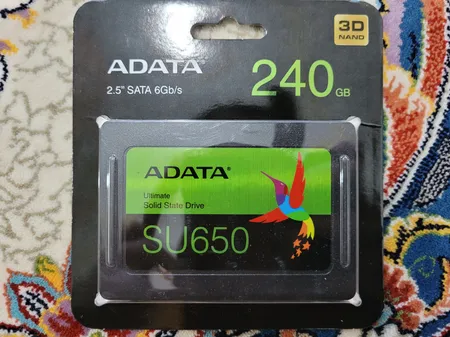 3D
NAND
ADATA
2.5" SATA 6Gb/s
240 GB
ADATA
Ultimate
Solid State Drive
SU650